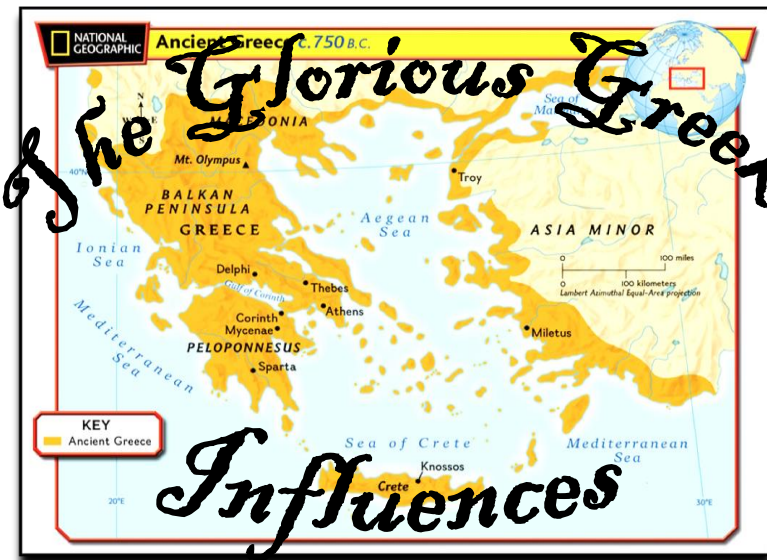 NATIONAL
GEOGRAPHIC
Ancient Greece c. 750 B.C.
The Glorious Greek
N
W E
S
MACEDONIA
Sea of
Mt. Olympus
40°N
Troy
BALKAN
PENINSULA
GREECE
Aegean
Sea
ASIA MINOR
Ionian
Sea
0 100 miles
0 100 kilometers
Lambert Azimuthal Equal-Area projection
Delphi
Thebes
Gulf of Corinth
Athens
Corinth
Mycenae
Miletus
PELOPONNESUS
Sparta
Mediterranean
Sea
KEY
Ancient Greece
Sea of Crete
Mediterranean
Sea
Knossos
Crete
20°E
30°E
Influences